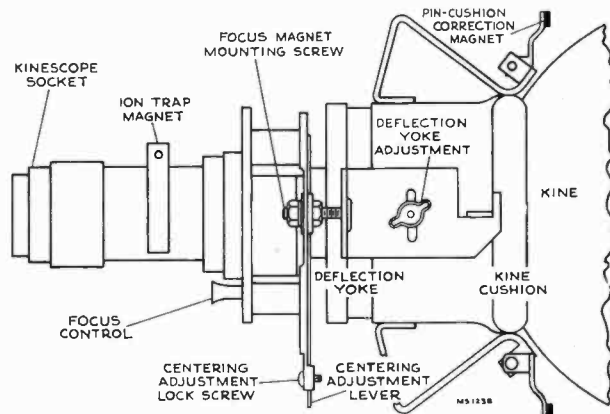 PIN-CUSHION
CORRECTION
MAGNET
FOCUS MAGNET
MOUNTING SCREW
KINESCOPE
SOCKET
ION TRAP
MAGNET
DEFLECTION
YOKE
ADJUSTMENT
KINE
DEFLECTION
YOKE
KINE
CUSHION
FOCUS
CONTROL
CENTERING
ADJUSTMENT
LOCK SCREW
CENTERING
ADJUSTMENT
LEVER
MS1238